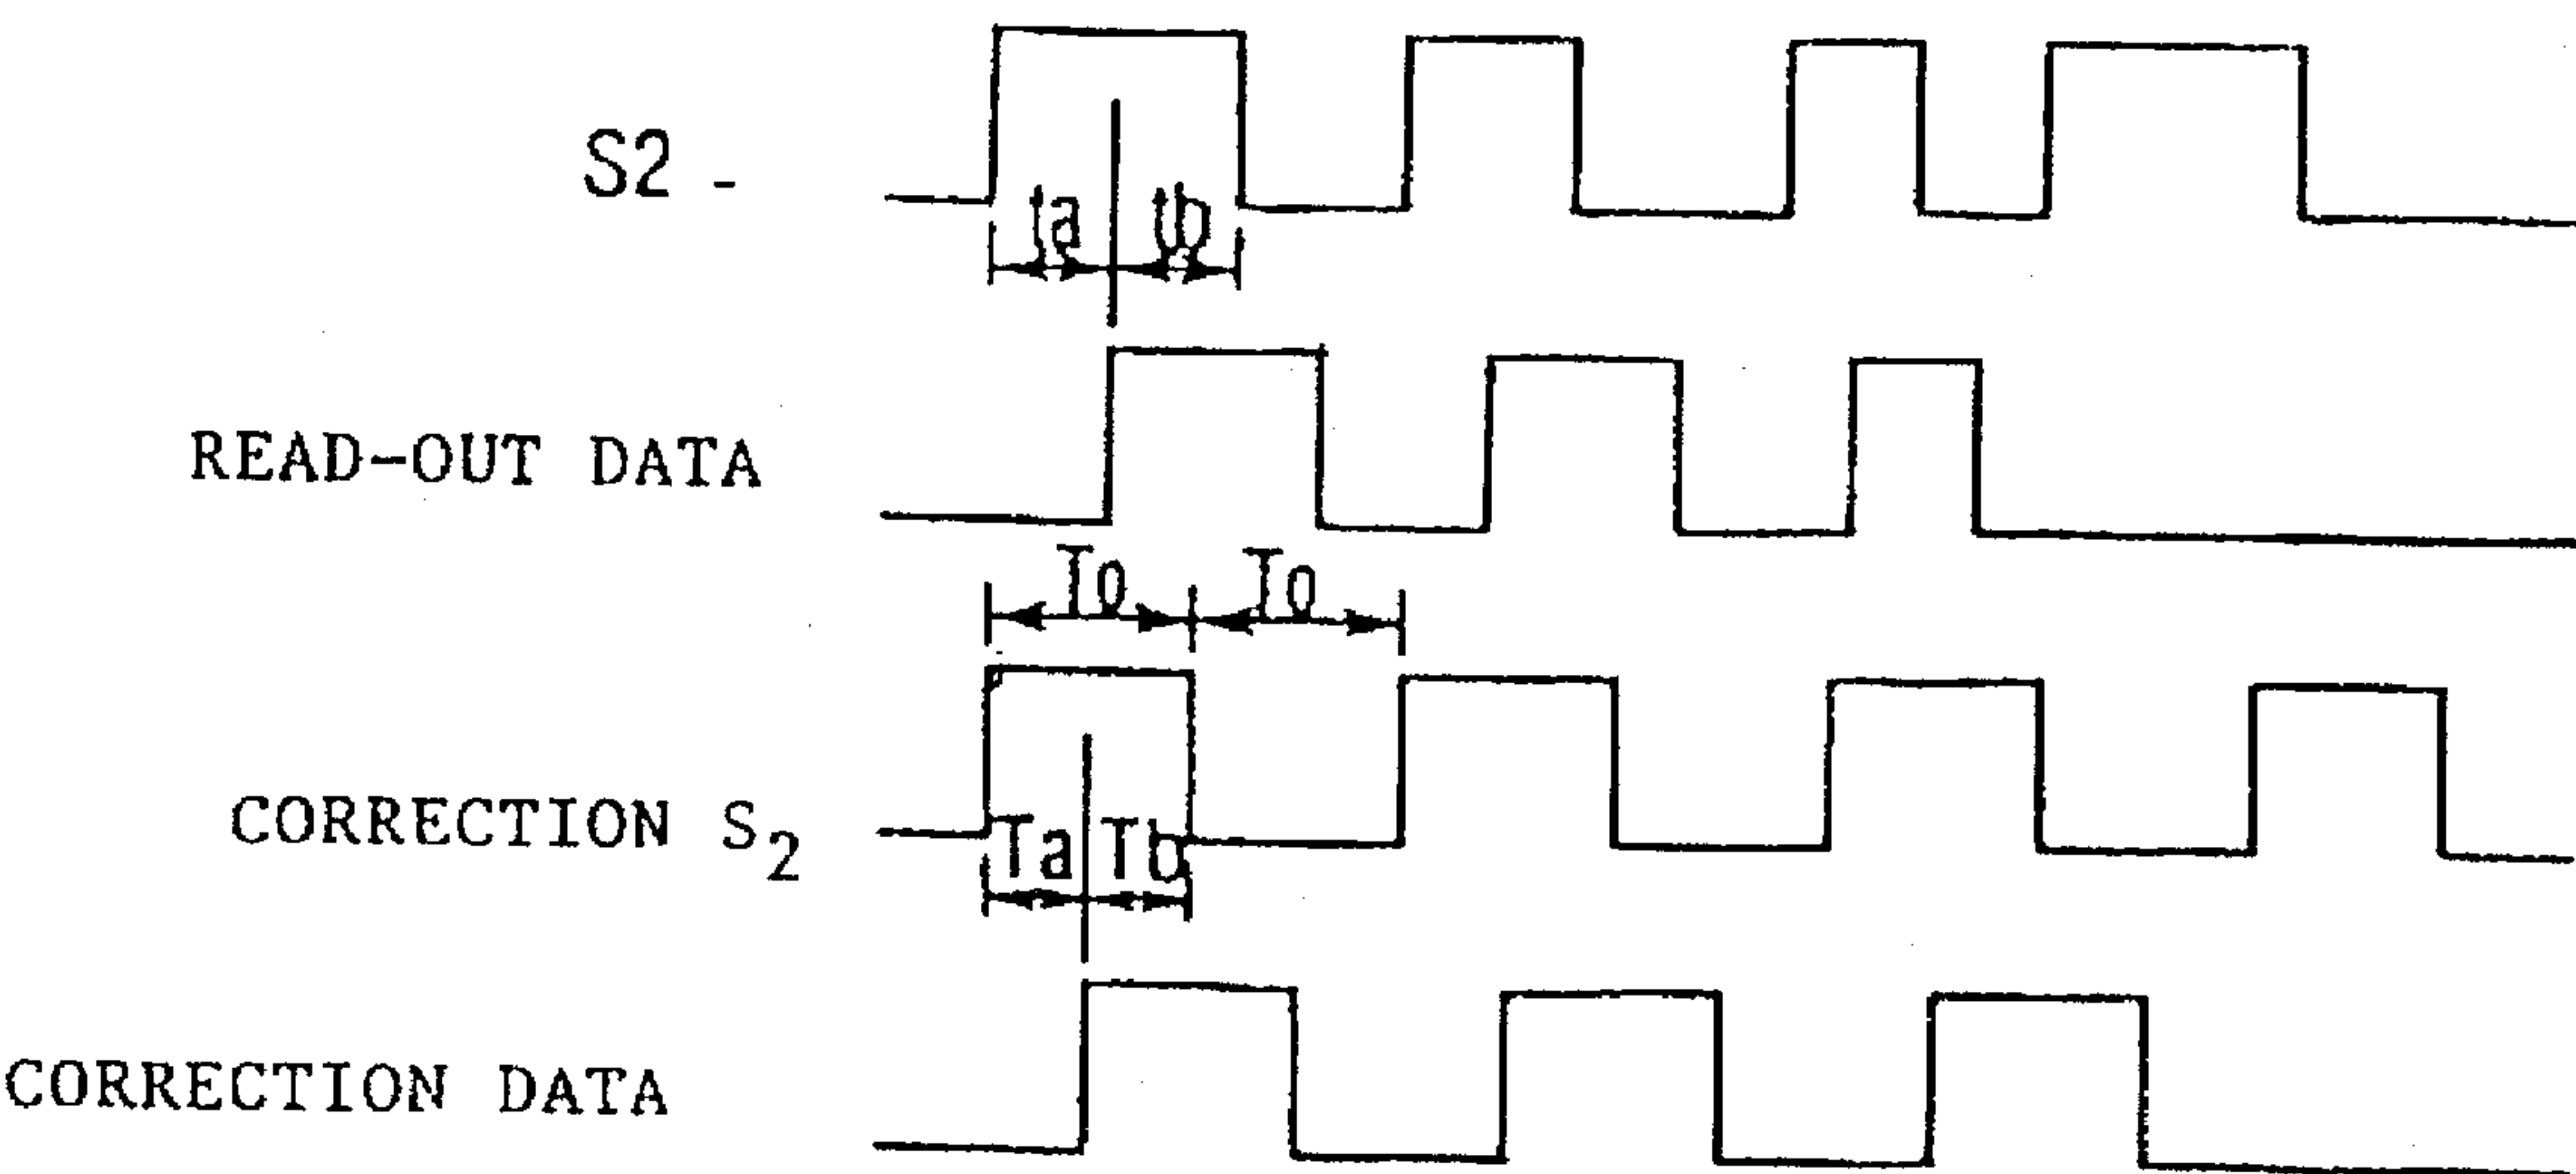 S2 -
ta tb
READ-OUT DATA
To To
CORRECTION S2
Ta Tb
CORRECTION DATA